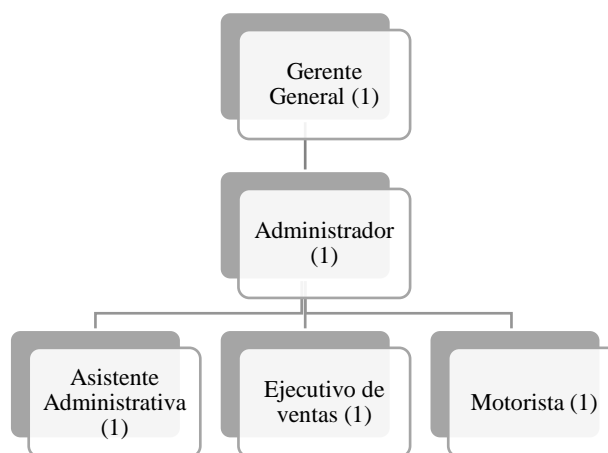 Gerente
General (1)
Administrador
(1)
Asistente
Administrativa
(1)
Ejecutivo de
ventas (1)
Motorista (1)